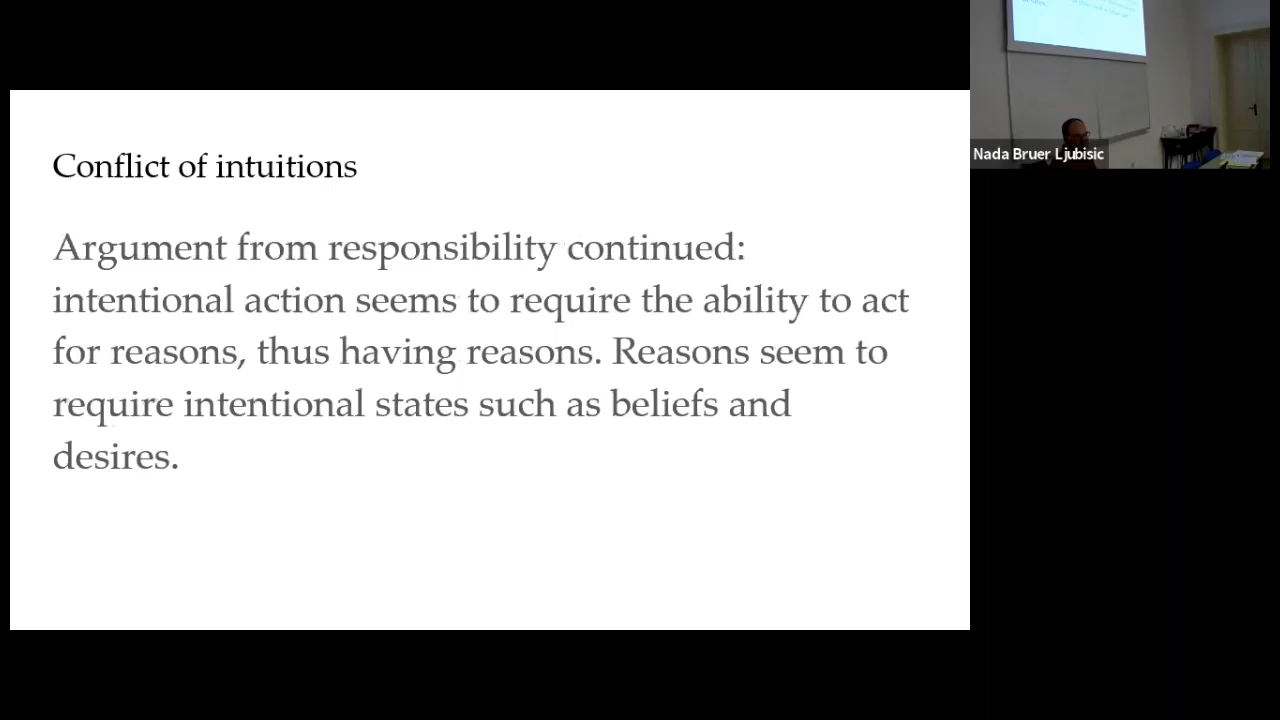 Conflict of intuitions
Argument from responsibility continued:
intentional action seems to require the ability to act
for reasons, thus having reasons. Reasons seem to
require intentional states such as beliefs and
desires.
Nada Bruer Ljubisic